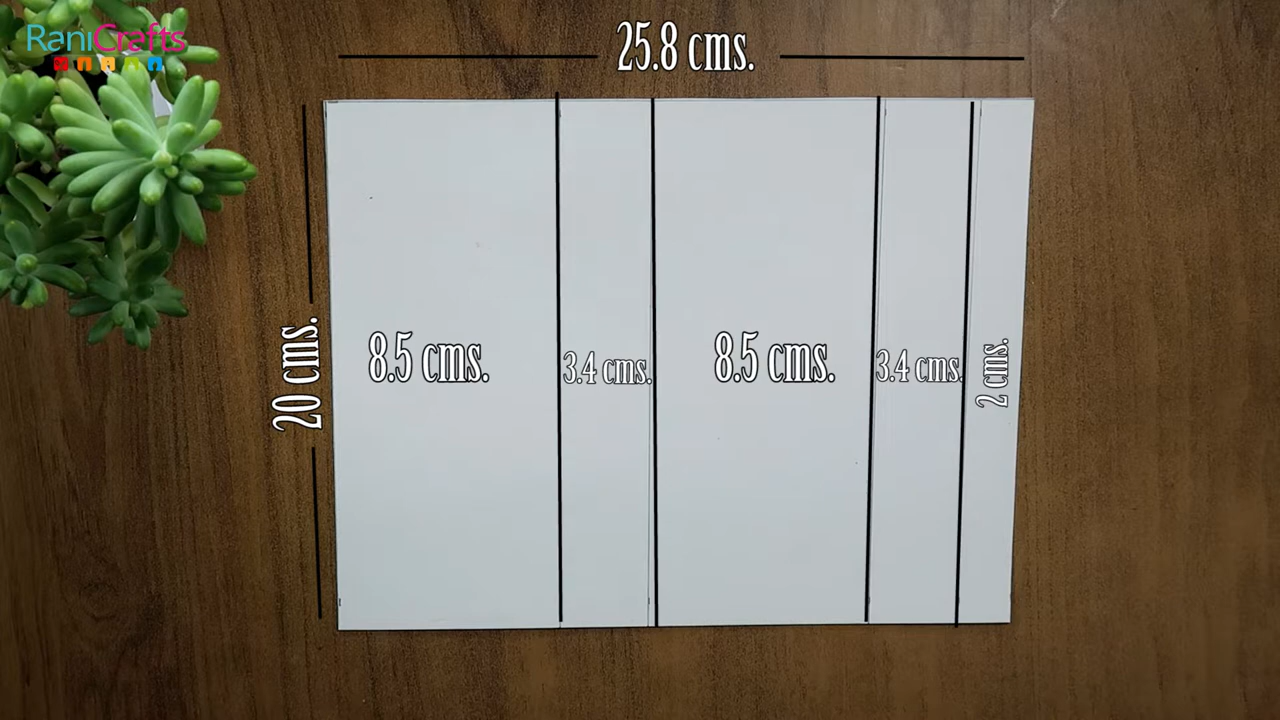 RaniCrafts
25.8 cms.
20 cms.
8.5 cms.
3.4 cms.
8.5 cms.
3.4 cms.
2 cms.